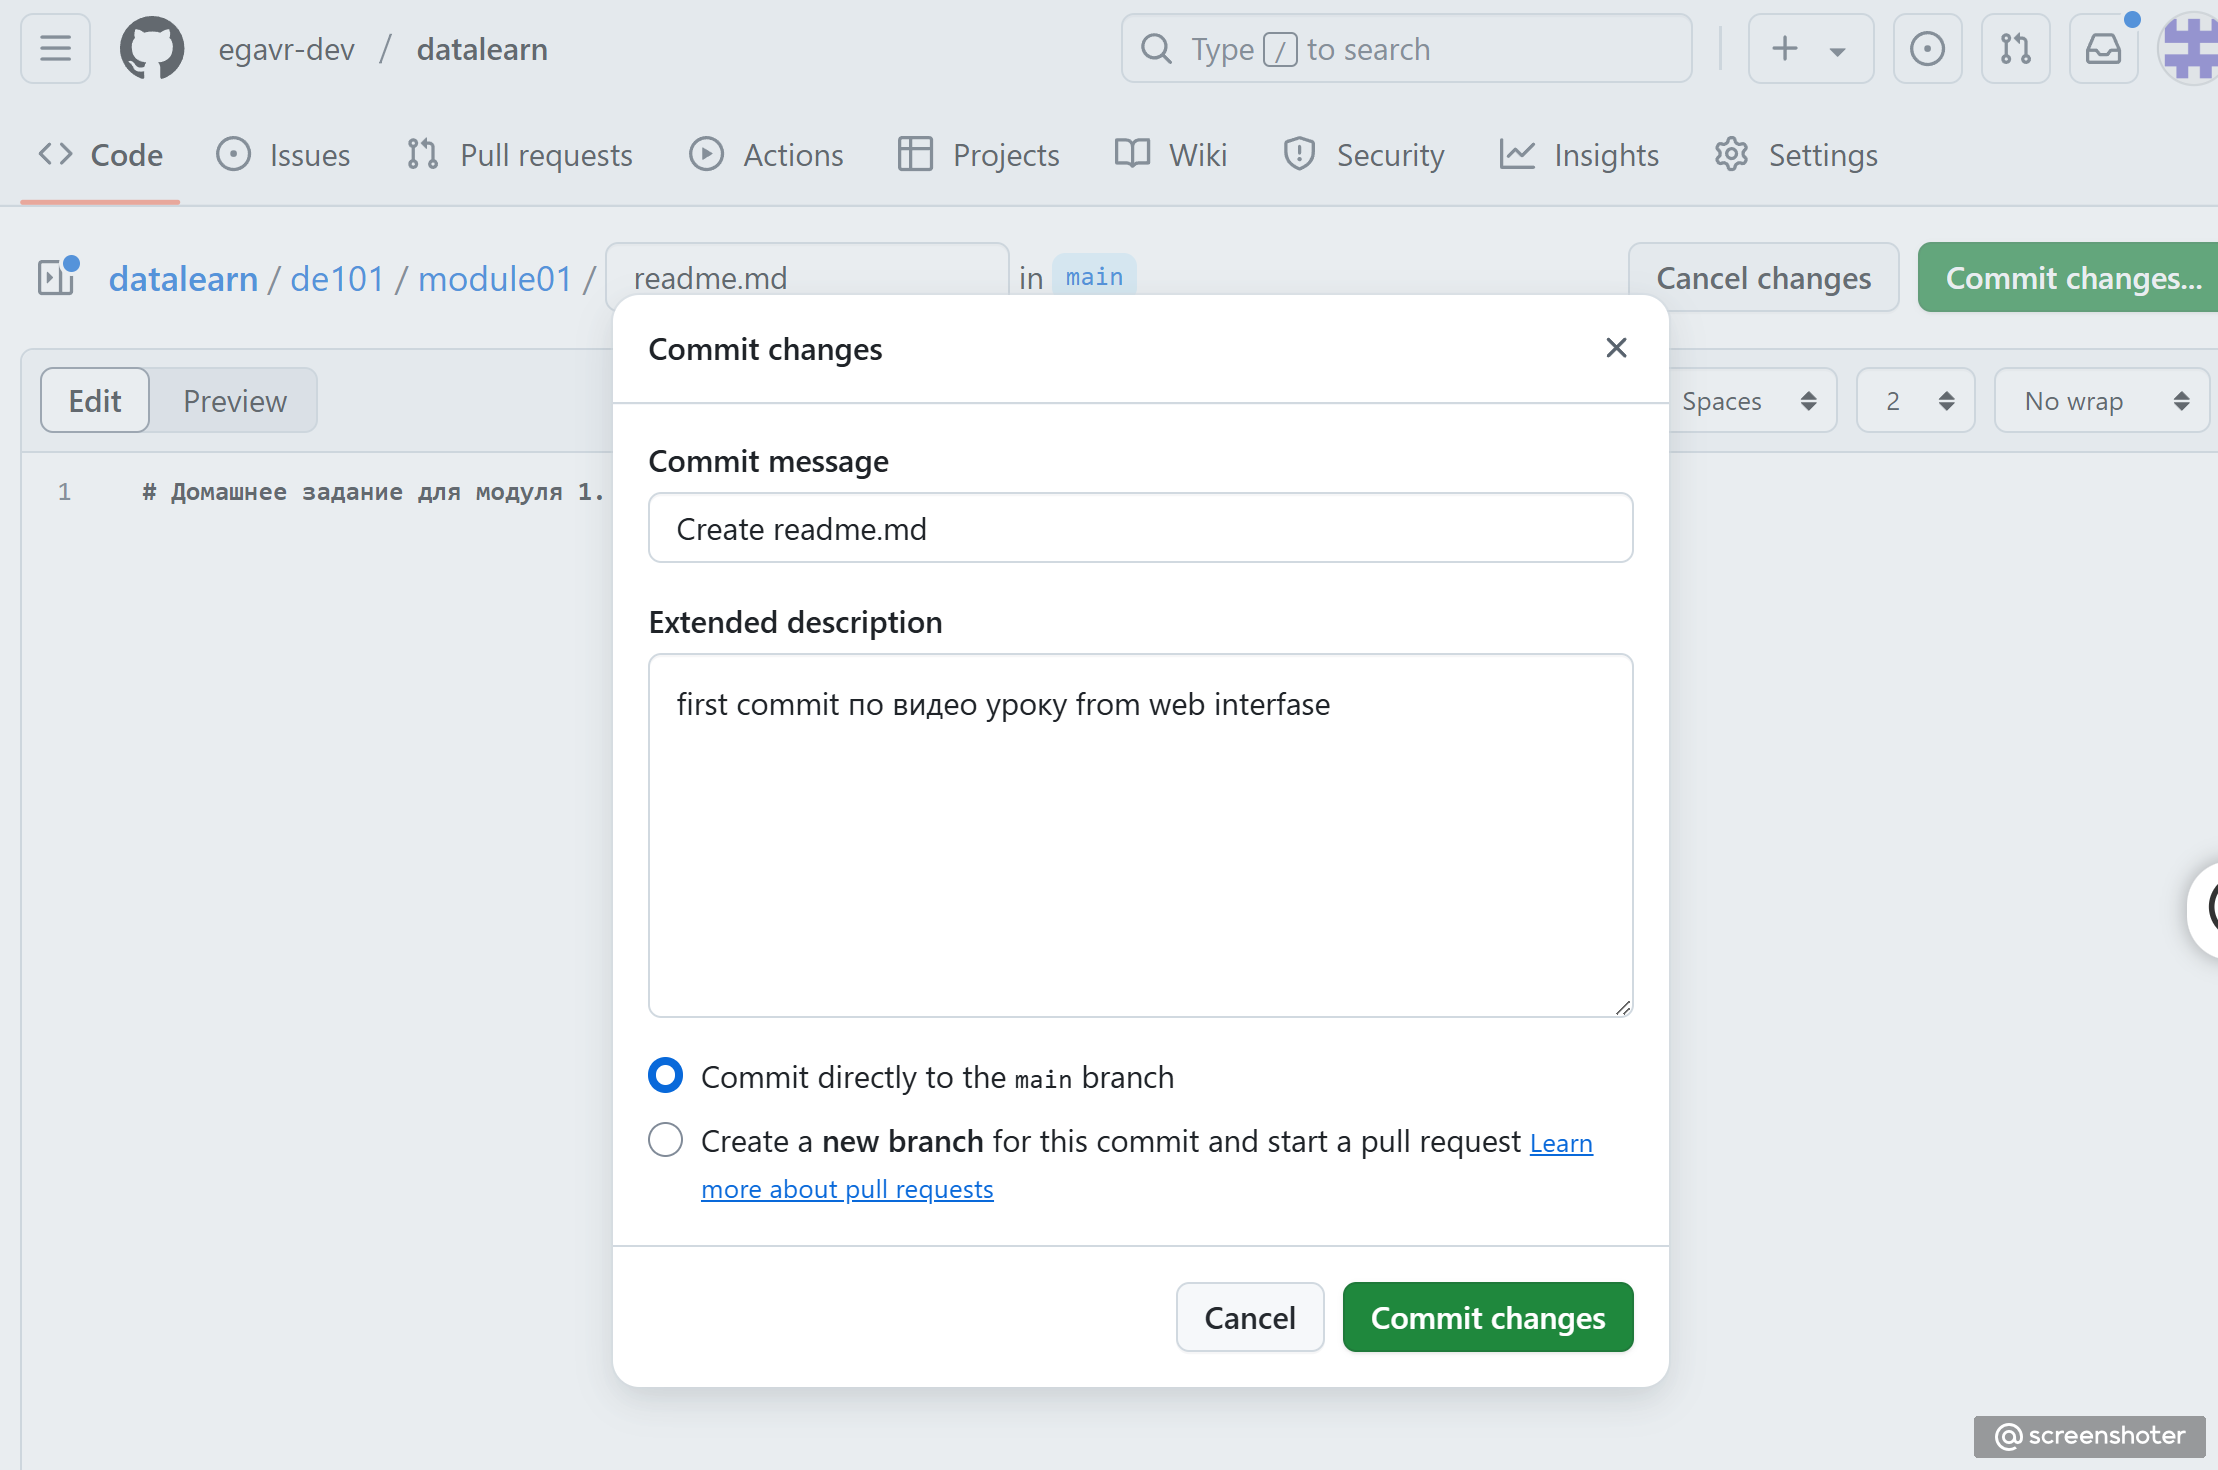 egavr-dev / datalearn
Type / to search
Code Issues Pull requests Actions Projects Wiki Security Insights Settings
datalearn / de101 / module01 / readme.md in main
Cancel changes Commit changes...
Commit changes
Edit Preview
Spaces 2 No wrap
Commit message
1 # Домашнее задание для модуля 1.
Create readme.md
Extended description
first commit по видео уроку from web interfase
Commit directly to the main branch
Create a new branch for this commit and start a pull request Learn
more about pull requests
Cancel Commit changes
@screenshoter